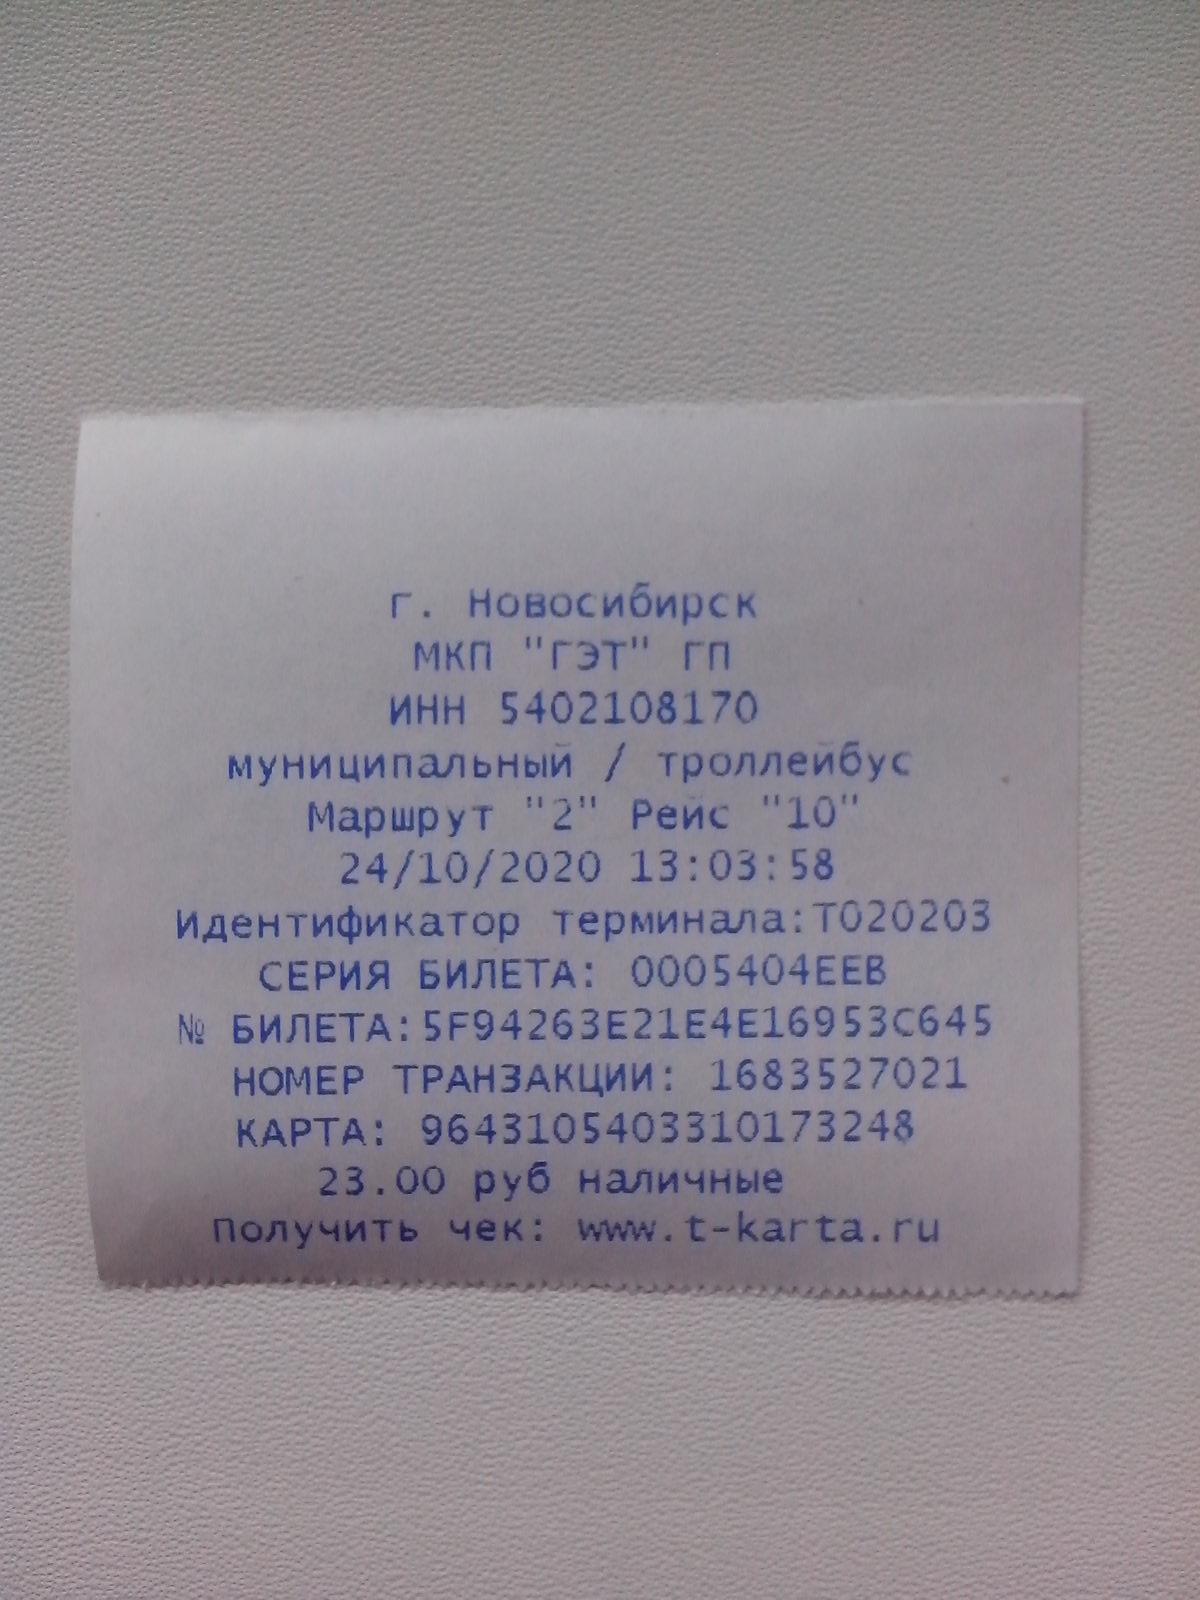 г. Новосибирск
МКП "ГЭТ" ГП
ИНН 5402108170
муниципальный / троллейбус
Маршрут "2" Рейс "10"
24/10/2020 13:03:58
Идентификатор терминала:T020203
СЕРИЯ БИЛЕТА: 0005404EEB
№ БИЛЕТА:5F94263E21E4E16953C645
НОМЕР ТРАНЗАКЦИИ: 1683527021
КАРТА: 9643105403310173248
23.00 руб наличные
Получить чек: www.t-karta.ru